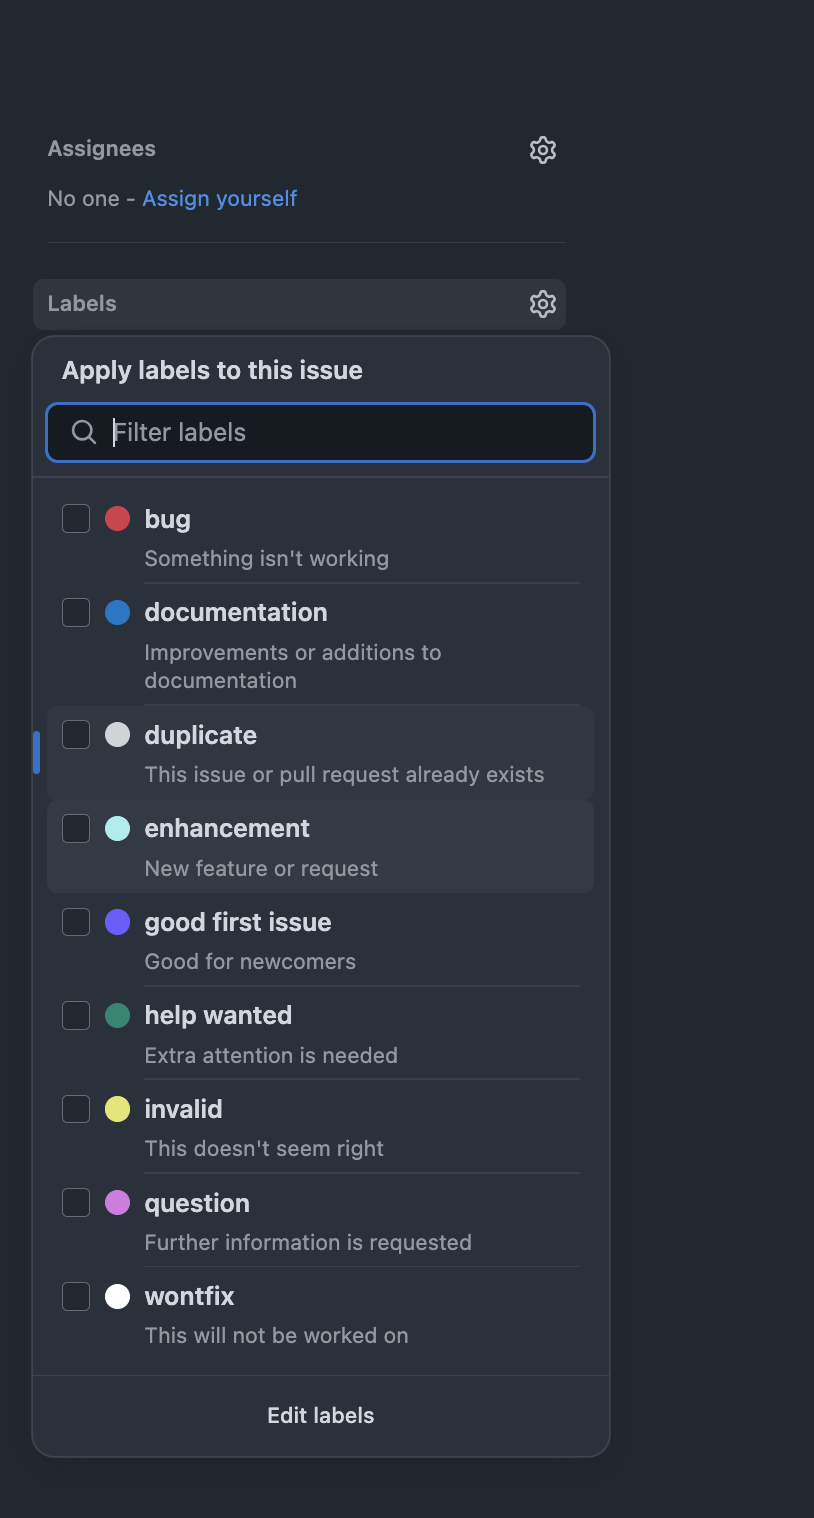 Assignees
No one - Assign yourself
Labels
Apply labels to this issue
Filter labels
bug
Something isn't working
documentation
Improvements or additions to
documentation
duplicate
This issue or pull request already exists
enhancement
New feature or request
good first issue
Good for newcomers
help wanted
Extra attention is needed
invalid
This doesn't seem right
question
Further information is requested
wontfix
This will not be worked on
Edit labels